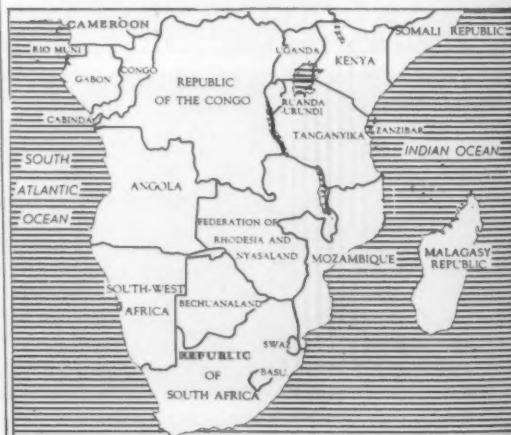 CAMEROON
SOMALI REPUBLIC
RIO MUNI
GABON
CONGO
REPUBLIC
OF THE CONGO
UGANDA
KENYA
RUANDA
URUNDI
CABINDA
TANGANYIKA
ZANZIBAR
SOUTH
ATLANTIC
OCEAN
INDIAN OCEAN
ANGOLA
FEDERATION OF
RHODESIA AND
NYASALAND
MOZAMBIQUE
MALAGASY
REPUBLIC
SOUTH-WEST
AFRICA
BECHUANALAND
SWAZ
REPUBLIC
OF
SOUTH AFRICA
BASU